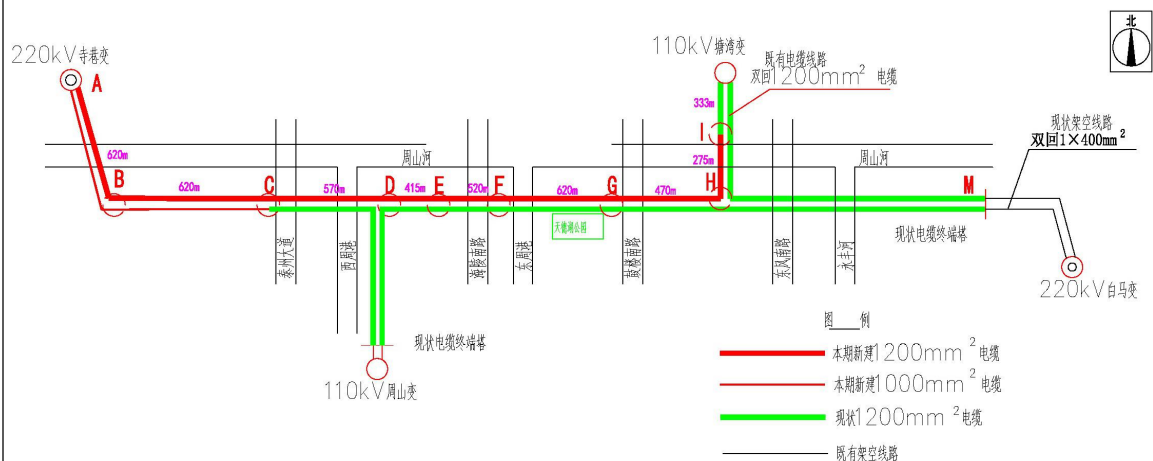 北
220kV寺巷变
A
110kV塘湾变
既有电缆线路
双回1200mm² 电缆
333m
I
现状架空线路
双回1×400mm²
620m
周山河
275m
周山河
B
620m
C
570m
D
415m
E
520m
F
620m
G
470m
H
M
天德湖公园
现状电缆终端塔
泰州大道
西周港
海陵南路
东周港
鼓楼南路
东风南路
永丰河
220kV白马变
现状电缆终端塔
110kV周山变
图 例
本期新建1200mm²电缆
本期新建1000mm²电缆
现状1200mm²电缆
既有架空线路